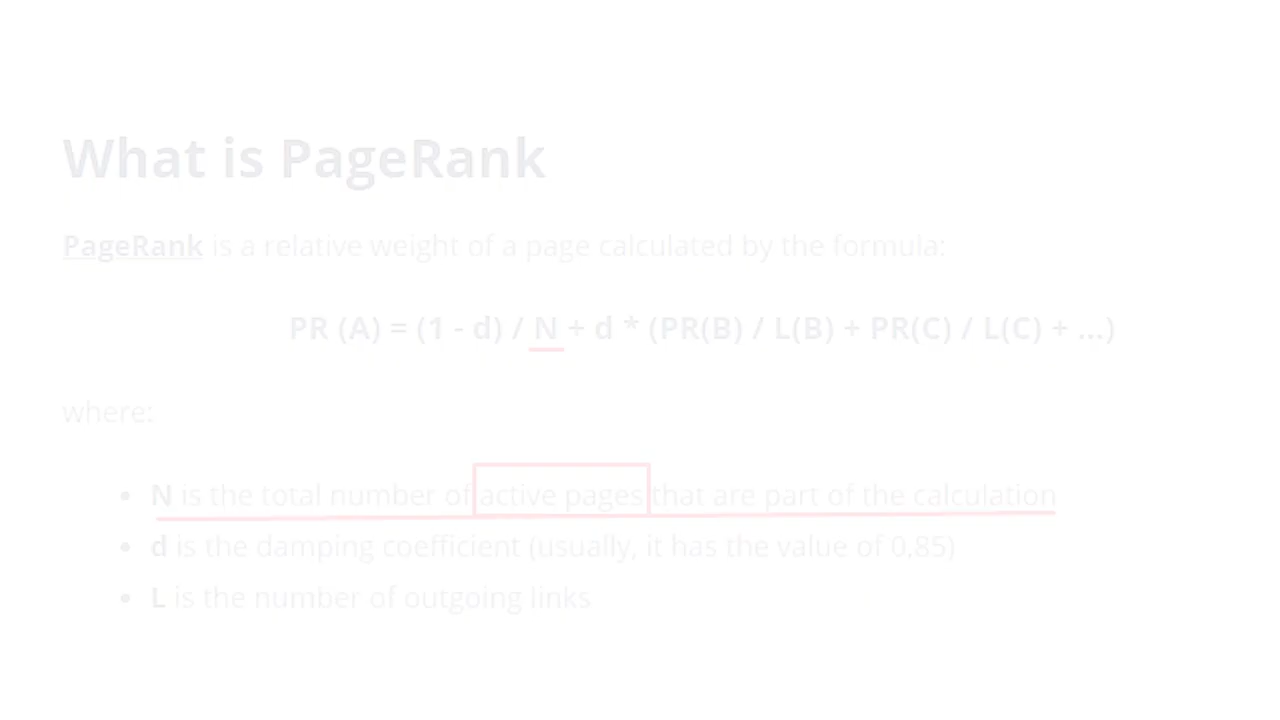 What is PageRank
PageRank is a relative weight of a page calculated by the formula:
PR (A) = (1 - d) / N + d * (PR(B) / L(B) + PR(C) / L(C) + ...)
where:
• N is the total number of active pages that are part of the calculation
• d is the damping coefficient (usually, it has the value of 0,85)
• L is the number of outgoing links